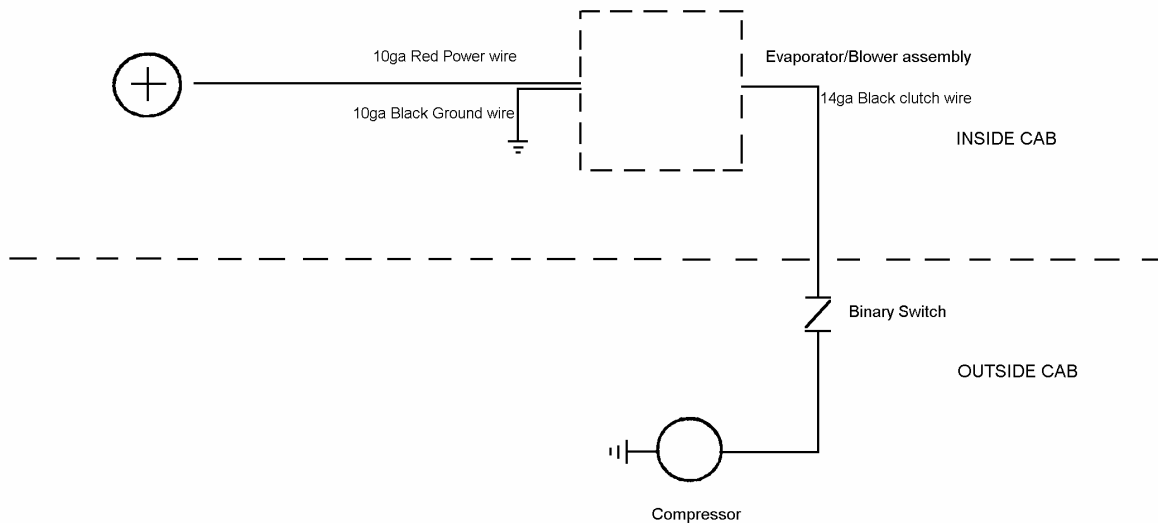 10ga Red Power wire
Evaporator/Blower assembly
14ga Black clutch wire
10ga Black Ground wire
INSIDE CAB
Binary Switch
OUTSIDE CAB
Compressor